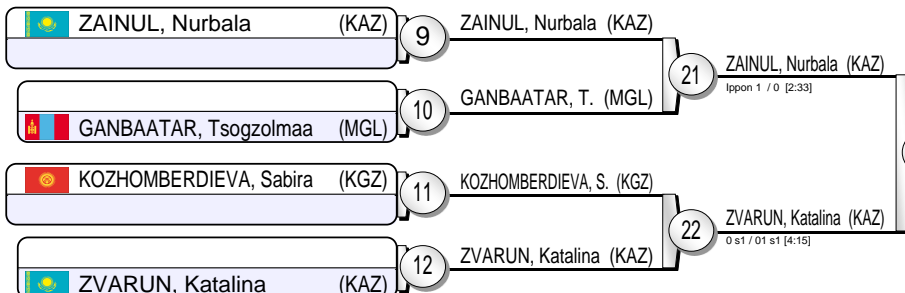 ZAINUL, Nurbala (KAZ)
9
ZAINUL, Nurbala (KAZ)
21
ZAINUL, Nurbala (KAZ)
Ippon 1 / 0 [2:33]
10
GANBAATAR, T. (MGL)
GANBAATAR, Tsogzolmaa (MGL)
KOZHOMBERDIEVA, Sabira (KGZ)
11
KOZHOMBERDIEVA, S. (KGZ)
22
ZVARUN, Katalina (KAZ)
0 s1 / 01 s1 [4:15]
12
ZVARUN, Katalina (KAZ)
ZVARUN, Katalina (KAZ)